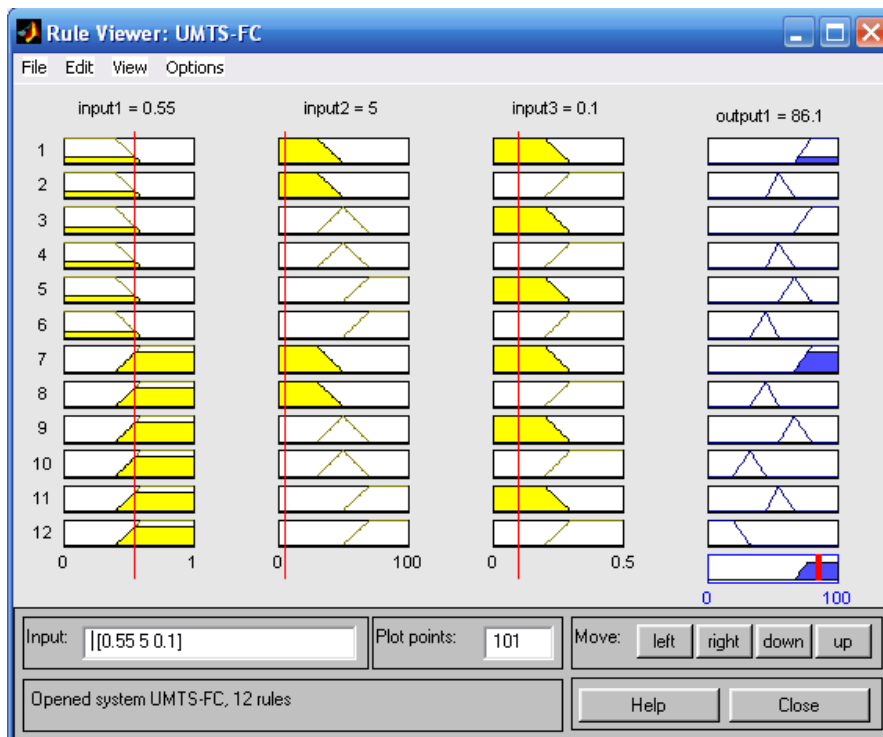 Rule Viewer: UMTS-FC
File Edit View Options
input1 = 0.55 input2 = 5 input3 = 0.1 output1 = 86.1
1
2
3
4
5
6
7
8
9
10
11
12
0 1 0 100 0 0.5
0 100
Input: [0.55 5 0.1] Plot points: 101 Move: left right down up
Opened system UMTS-FC, 12 rules Help Close